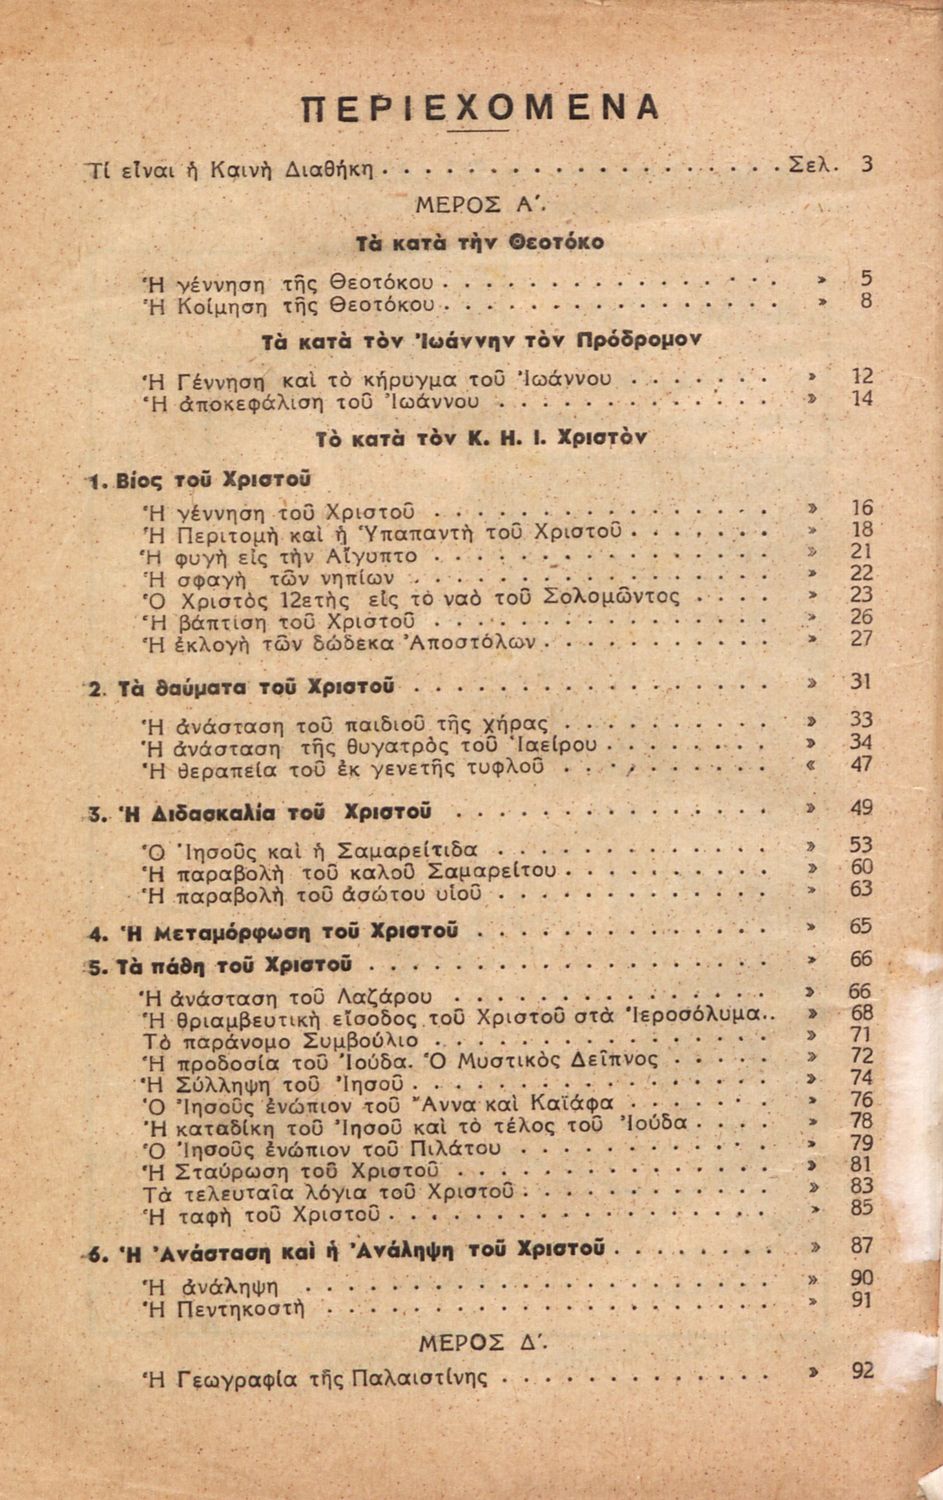 ΠΕΡΙΕΧΟΜΕΝΑ
Τί εἶναι ἡ Καινὴ Διαθήκη . . . . . . . . . . . . . . . . . . . Σελ. 3
ΜΕΡΟΣ Α΄.
Τὰ κατὰ τὴν Θεοτόκο
Ἡ γέννηση τῆς Θεοτόκου . . . . . . . . . . . . . . . . » 5
Ἡ Κοίμηση τῆς Θεοτόκου . . . . . . . . . . . . . . . . » 8
Τὰ κατὰ τὸν Ἰωάννην τὸν Πρόδρομον
Ἡ Γέννηση καὶ τὸ κήρυγμα τοῦ Ἰωάννου . . . . . . . » 12
Ἡ ἀποκεφάλιση τοῦ Ἰωάννου . . . . . . . . . . . . . » 14
Τὸ κατὰ τὸν Κ. Η. Ι. Χριστὸν
1. Βίος τοῦ Χριστοῦ
Ἡ γέννηση τοῦ Χριστοῦ . . . . . . . . . . . . . . . . » 16
Ἡ Περιτομὴ καὶ ἡ Ὑπαπαντὴ τοῦ Χριστοῦ . . . . . . . » 18
Ἡ φυγὴ εἰς τὴν Αἴγυπτο . . . . . . . . . . . . . . . . » 21
Ἡ σφαγὴ τῶν νηπίων . . . . . . . . . . . . . . . . . » 22
Ὁ Χριστὸς 12ετὴς εἰς τὸ ναὸ τοῦ Σολομῶντος . . . . » 23
Ἡ βάπτιση τοῦ Χριστοῦ . . . . . . . . . . . . . . . . » 26
Ἡ ἐκλογὴ τῶν δώδεκα Ἀποστόλων . . . . . . . . . . . » 27
2. Τὰ θαύματα τοῦ Χριστοῦ . . . . . . . . . . . . . . . . . » 31
Ἡ ἀνάσταση τοῦ παιδιοῦ τῆς χήρας . . . . . . . . . . » 33
Ἡ ἀνάσταση τῆς θυγατρὸς τοῦ Ἰαείρου . . . . . . . . » 34
Ἡ θεραπεία τοῦ ἐκ γενετῆς τυφλοῦ . . . . . . . . . . « 47
3. Ἡ Διδασκαλία τοῦ Χριστοῦ . . . . . . . . . . . . . . . » 49
Ὁ Ἰησοῦς καὶ ἡ Σαμαρείτιδα . . . . . . . . . . . . . » 53
Ἡ παραβολὴ τοῦ καλοῦ Σαμαρείτου . . . . . . . . . . » 60
Ἡ παραβολὴ τοῦ ἀσώτου υἱοῦ . . . . . . . . . . . . . » 63
4. Ἡ Μεταμόρφωση τοῦ Χριστοῦ . . . . . . . . . . . . . . » 65
5. Τὰ πάθη τοῦ Χριστοῦ . . . . . . . . . . . . . . . . . . . » 66
Ἡ ἀνάσταση τοῦ Λαζάρου . . . . . . . . . . . . . . . » 66
Ἡ θριαμβευτικὴ εἴσοδος τοῦ Χριστοῦ στὰ Ἱεροσόλυμα.. » 68
Τὸ παράνομο Συμβούλιο . . . . . . . . . . . . . . . . » 71
Ἡ προδοσία τοῦ Ἰούδα. Ὁ Μυστικὸς Δεῖπνος . . . . . » 72
Ἡ Σύλληψη τοῦ Ἰησοῦ . . . . . . . . . . . . . . . . . » 74
Ὁ Ἰησοῦς ἐνώπιον τοῦ Ἄννα καὶ Καϊάφα . . . . . . . » 76
Ἡ καταδίκη τοῦ Ἰησοῦ καὶ τὸ τέλος τοῦ Ἰούδα . . . . » 78
Ὁ Ἰησοῦς ἐνώπιον τοῦ Πιλάτου . . . . . . . . . . . . » 79
Ἡ Σταύρωση τοῦ Χριστοῦ . . . . . . . . . . . . . . . » 81
Τὰ τελευταῖα λόγια τοῦ Χριστοῦ . . . . . . . . . . . . » 83
Ἡ ταφὴ τοῦ Χριστοῦ . . . . . . . . . . . . . . . . . . » 85
6. Ἡ Ἀνάσταση καὶ ἡ Ἀνάληψη τοῦ Χριστοῦ . . . . . . . . » 87
Ἡ ἀνάληψη . . . . . . . . . . . . . . . . . . . . . . » 90
Ἡ Πεντηκοστὴ . . . . . . . . . . . . . . . . . . . . . » 91
ΜΕΡΟΣ Δ΄.
Ἡ Γεωγραφία τῆς Παλαιστίνης . . . . . . . . . . . . . » 92